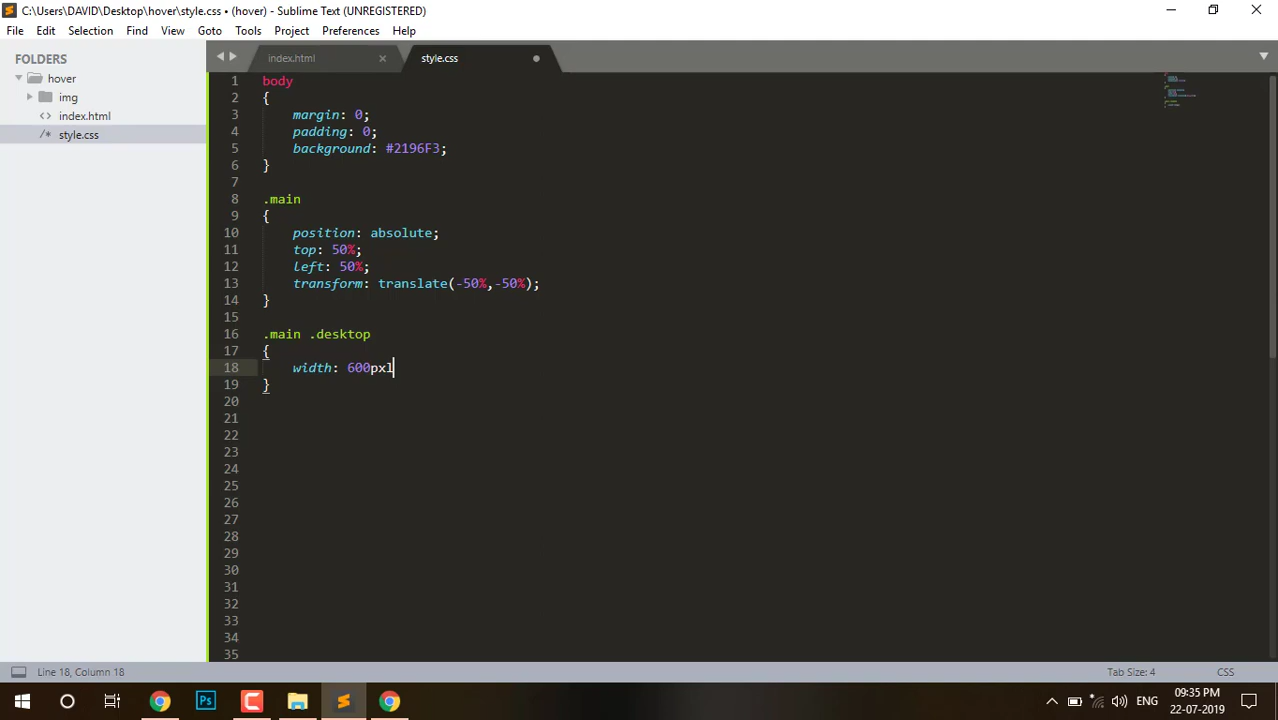 C:\Users\DAVID\Desktop\hover\style.css • (hover) - Sublime Text (UNREGISTERED)
File Edit Selection Find View Goto Tools Project Preferences Help
FOLDERS
hover
img
index.html
style.css
index.html
style.css
1 body
2 {
3 margin: 0;
4 padding: 0;
5 background: #2196F3;
6 }
7
8 .main
9 {
10 position: absolute;
11 top: 50%;
12 left: 50%;
13 transform: translate(-50%,-50%);
14 }
15
16 .main .desktop
17 {
18 width: 600pxl
19 }
20
21
22
23
24
25
26
27
28
29
30
31
32
33
34
35
Line 18, Column 18
Tab Size: 4
CSS
Ps
ENG
09:35 PM
22-07-2019